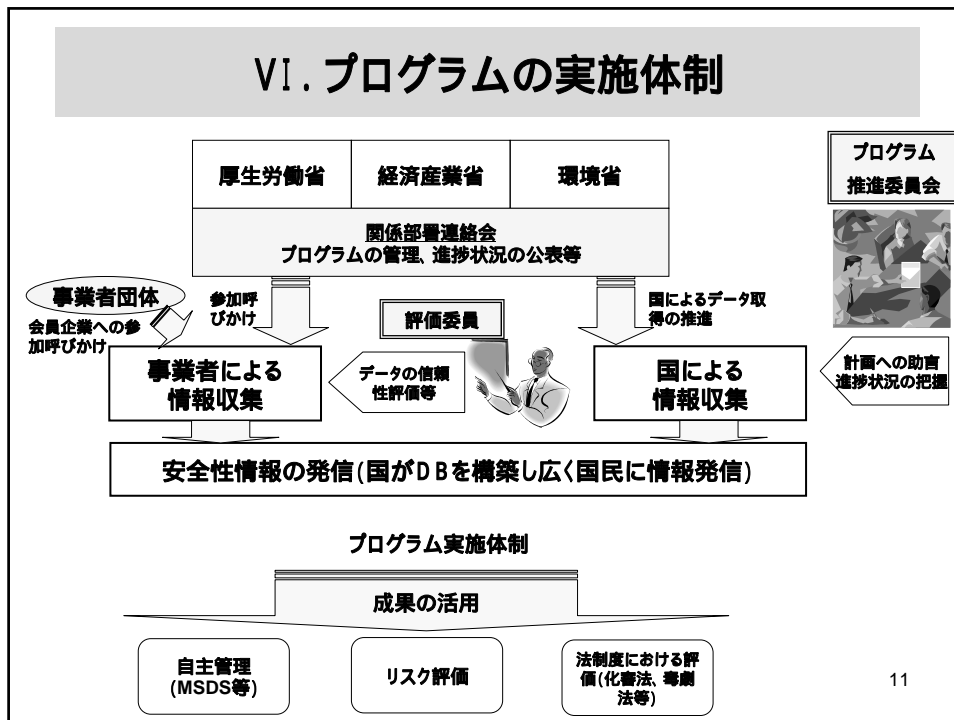 VI.プログラムの実施体制
厚生労働省
経済産業省
環境省
関係部署連絡会
プログラムの管理、進捗状況の公表等
プログラム
推進委員会
事業者団体
会員企業への参
加呼びかけ
参加呼
びかけ
評価委員
国によるデータ取
得の推進
事業者による
情報収集
データの信頼
性評価等
国による
情報収集
計画への助言
進捗状況の把握
安全性情報の発信(国がDBを構築し広く国民に情報発信)
プログラム実施体制
成果の活用
自主管理
(MSDS等)
リスク評価
法制度における評
価(化審法、毒劇
法等)
11